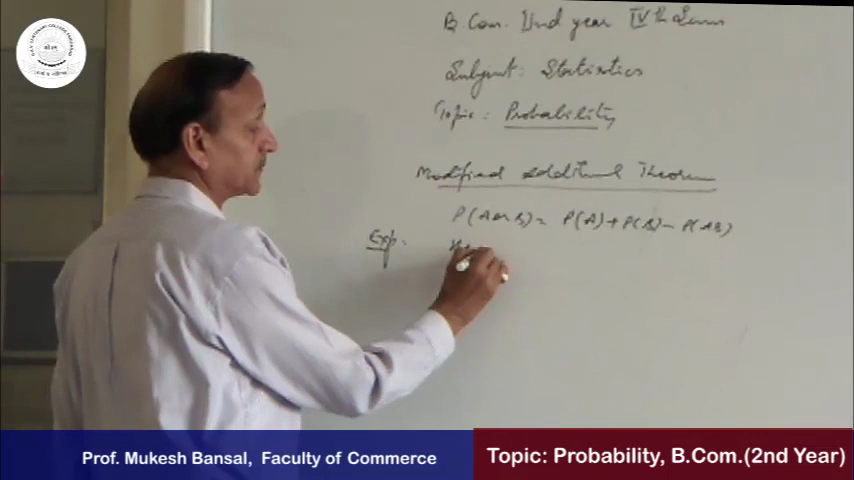 B.Com. IInd year IVth Sem
Subject: Statistics
Topic: Probability
Modified Additional Theorem
P(A or B) = P(A) + P(B) - P(AB)
Exp.
Prof. Mukesh Bansal, Faculty of Commerce
Topic: Probability, B.Com.(2nd Year)